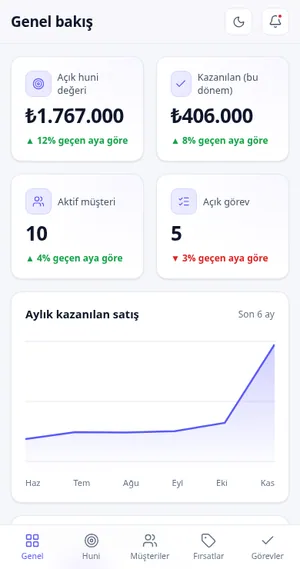 Genel bakış
Açık huni
değeri
₺1.767.000
▲ 12% geçen aya göre
Kazanılan (bu
dönem)
₺406.000
▲ 8% geçen aya göre
Aktif müşteri
10
▲ 4% geçen aya göre
Açık görev
5
▼ 3% geçen aya göre
Aylık kazanılan satış
Son 6 ay
Haz Tem Ağu Eyl Eki Kas
Genel Huni Müşteriler Fırsatlar Görevler